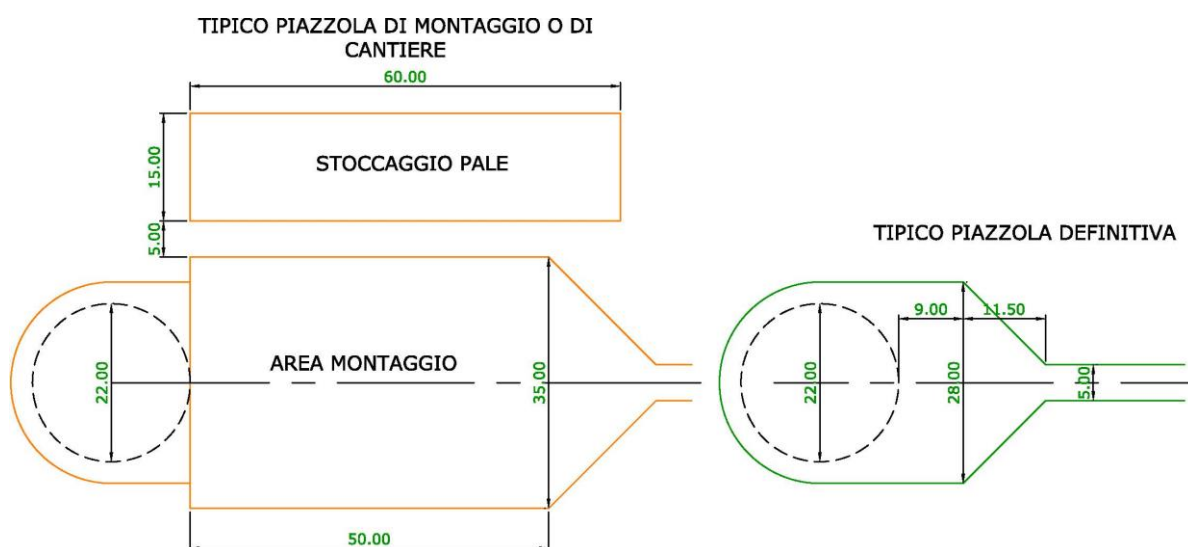 TIPICO PIAZZOLA DI MONTAGGIO O DI
CANTIERE
60.00
15.00
STOCCAGGIO PALE
5.00
TIPICO PIAZZOLA DEFINITIVA
9.00
11.50
22.00
AREA MONTAGGIO
35.00
22.00
28.00
5.00
50.00